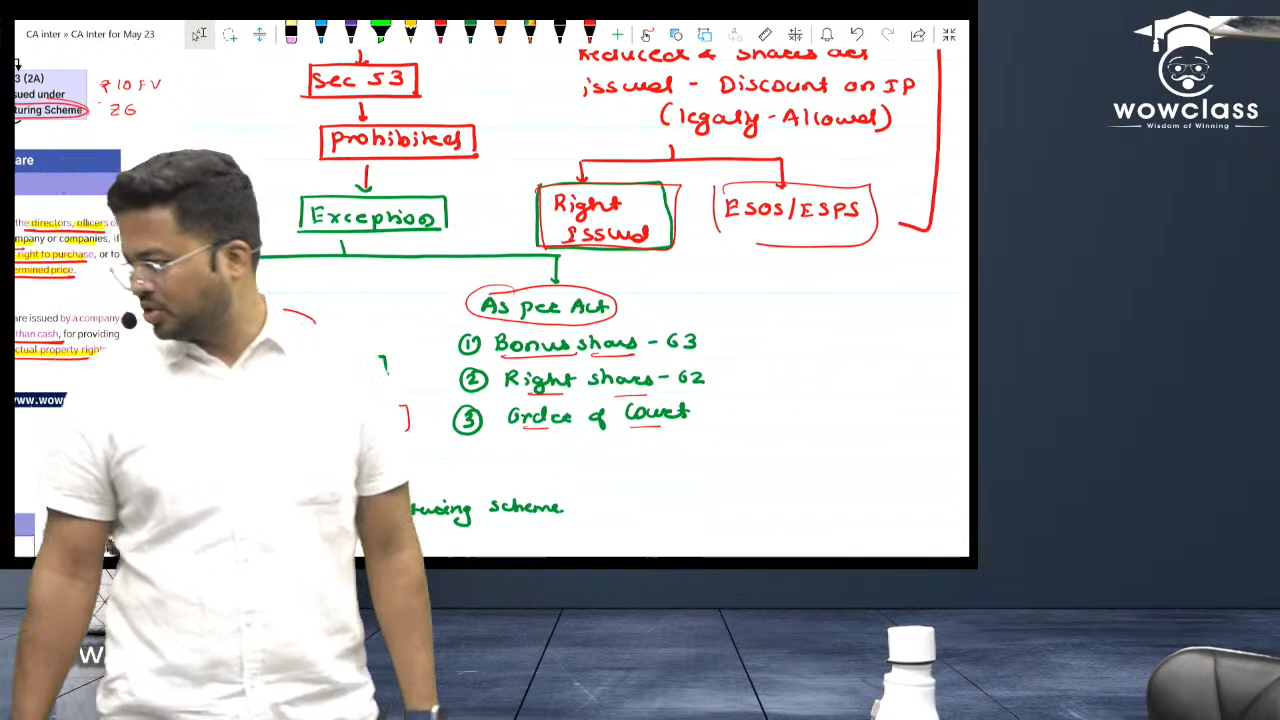 CA inter » CA Inter for May 23
3 (2A)
sued under
turing Scheme
₹10 FV
26
are
the directors, officers o
mpany or companies, if
right to purchase, or to
ermined price.
are issued by a company
than cash, for providing
ctual property rights
www.wow
Sec 53
Prohibited
Exception
Reduced & shares are
issued - Discount on IP
(legally - Allowed)
Right
Issued
ESOS/ESPS
As per Act
① Bonus shares - 63
② Right shares - 62
③ Order of Court
turing scheme
wowclass
Wisdom of Winning
W